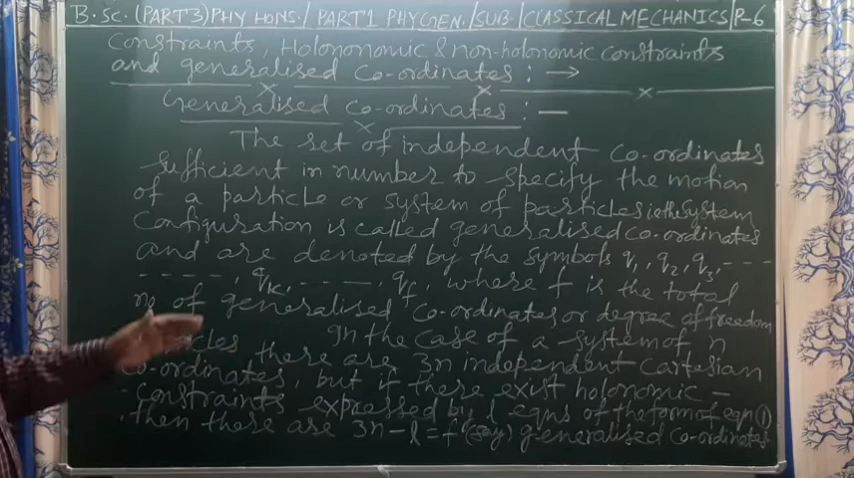 B.Sc. (PART3) PHY HONS./ PART1 PHY GEN./ SUB./ CLASSICAL MECHANICS/P-6
Constraints, Holononomic & non-holonomic constraints
and generalised co-ordinates: →
Generalised co-ordinates: —
The set of independent co-ordinates
sufficient in number to specify the motion
of a particle or system of particles i.e the system
configuration is called generalised co-ordinates
and are denoted by the symbols q₁, q₂, q₃, ----
-----, qₖ, -----, q_f, where f is the total
no of generalised co-ordinates or degree of freedom
In the case of a system of n
cles there are 3n independent cartesian
co-ordinates, but if there exist holonomic —
constraints expressed by l eqns of the form of eqn (1)
then there are 3n-l=f (say) generalised co-ordinates